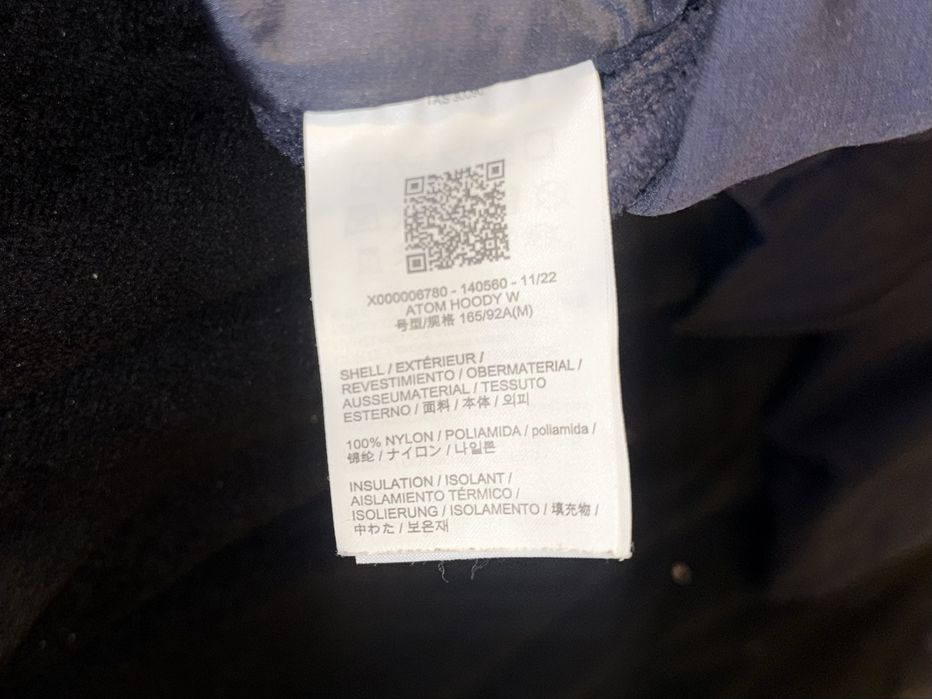 X000006780 - 140560 - 11/22
ATOM HOODY W
号型/规格 165/92A(M)
SHELL / EXTÉRIEUR /
REVESTIMIENTO / OBERMATERIAL /
AUSSEUMATERIAL / TESSUTO
ESTERNO / 面料 / 本体 / 외피
100% NYLON / POLIAMIDA / poliamida /
锦纶 / ナイロン / 나일론
INSULATION / ISOLANT /
AISLAMIENTO TÉRMICO /
ISOLIERUNG / ISOLAMENTO / 填充物 /
中わた / 보온재